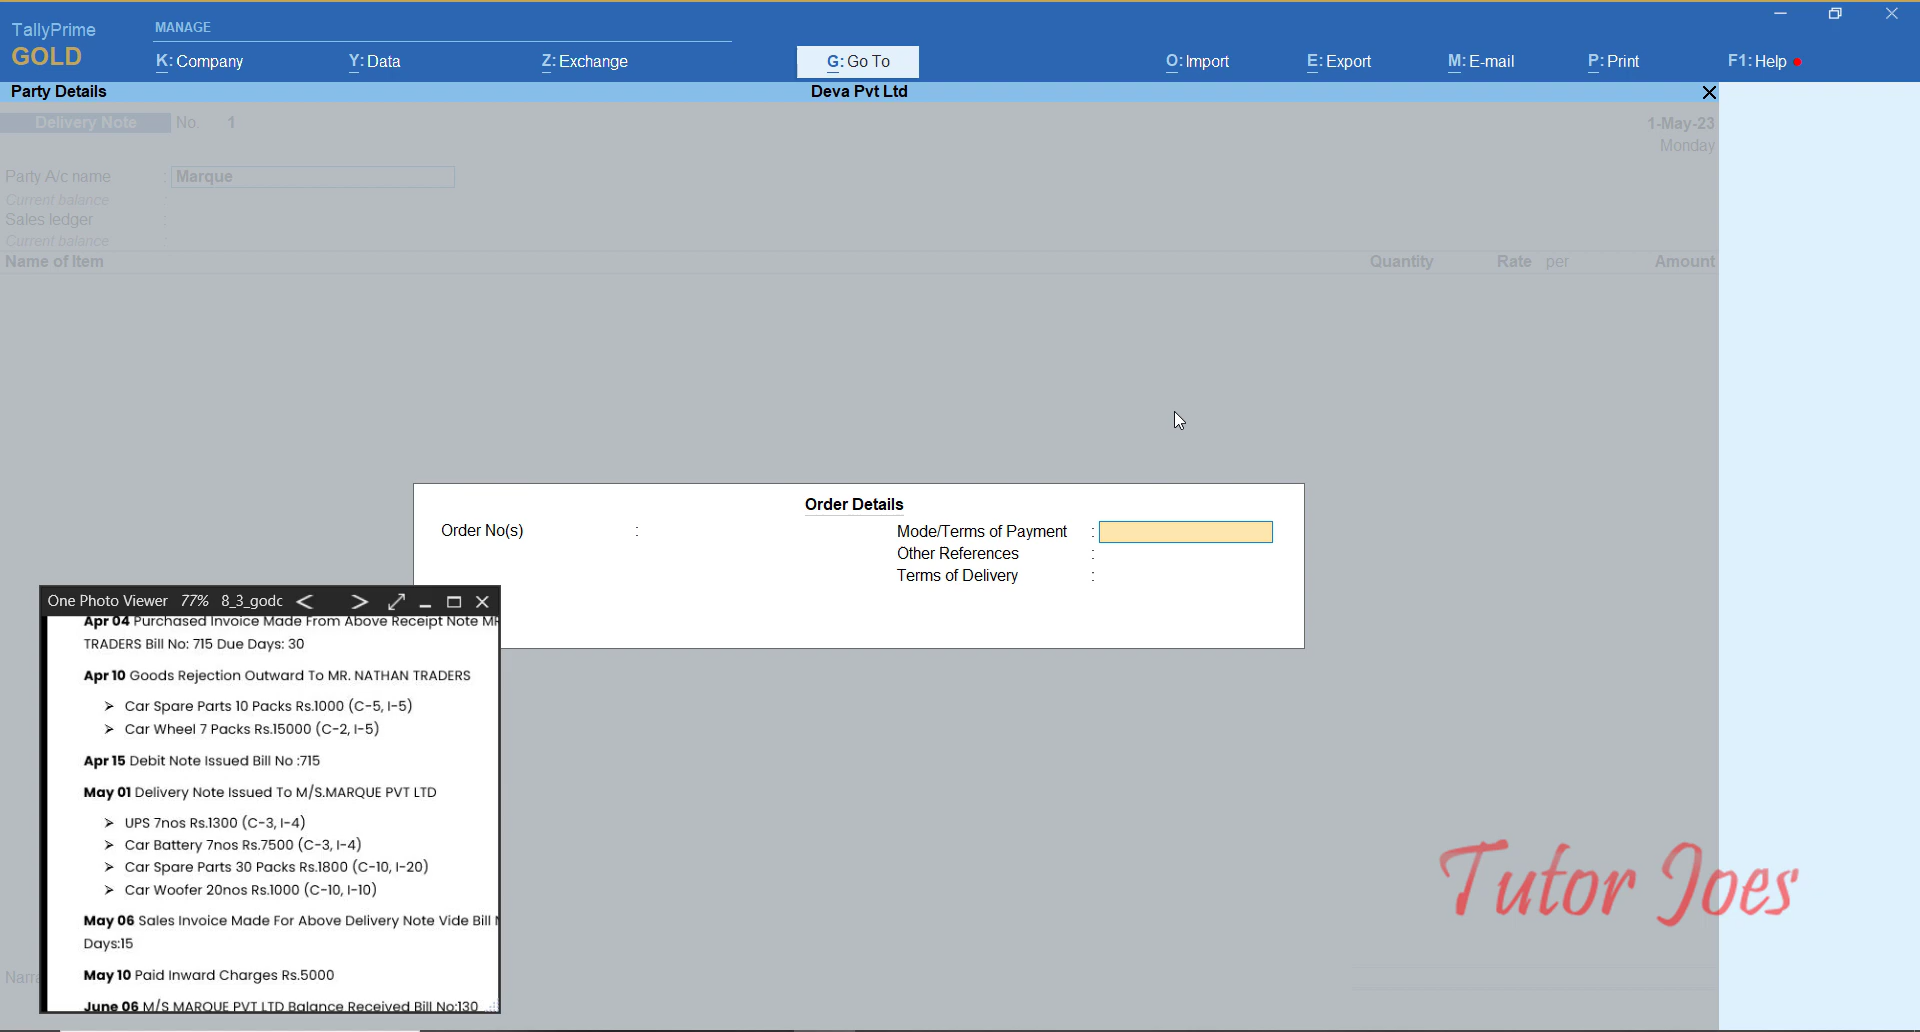 TallyPrime
GOLD
MANAGE
K: Company
Y: Data
Z: Exchange
G: Go To
O: Import
E: Export
M: E-mail
P: Print
F1: Help
Party Details
Deva Pvt Ltd
Delivery Note No. 1
1-May-23
Monday
Party A/c name : Marque
Current balance
Sales ledger :
Current balance
Name of Item Quantity Rate per Amount
Order Details
Order No(s) :
Mode/Terms of Payment :
Other References :
Terms of Delivery :
One Photo Viewer 77% 8_3_godc
Apr 04 Purchased Invoice Made From Above Receipt Note
TRADERS Bill No: 715 Due Days: 30
Apr 10 Goods Rejection Outward To MR. NATHAN TRADERS
➤ Car Spare Parts 10 Packs Rs.1000 (C-5, I-5)
➤ Car Wheel 7 Packs Rs.15000 (C-2, I-5)
Apr 15 Debit Note Issued Bill No :715
May 01 Delivery Note Issued To M/S.MARQUE PVT LTD
➤ UPS 7nos Rs.1300 (C-3, I-4)
➤ Car Battery 7nos Rs.7500 (C-3, I-4)
➤ Car Spare Parts 30 Packs Rs.1800 (C-10, I-20)
➤ Car Woofer 20nos Rs.1000 (C-10, I-10)
May 06 Sales Invoice Made For Above Delivery Note Vide Bill
Days:15
May 10 Paid Inward Charges Rs.5000
June 06 M/S MARQUE PVT LTD Balance Received Bill No:130
Tutor Joes